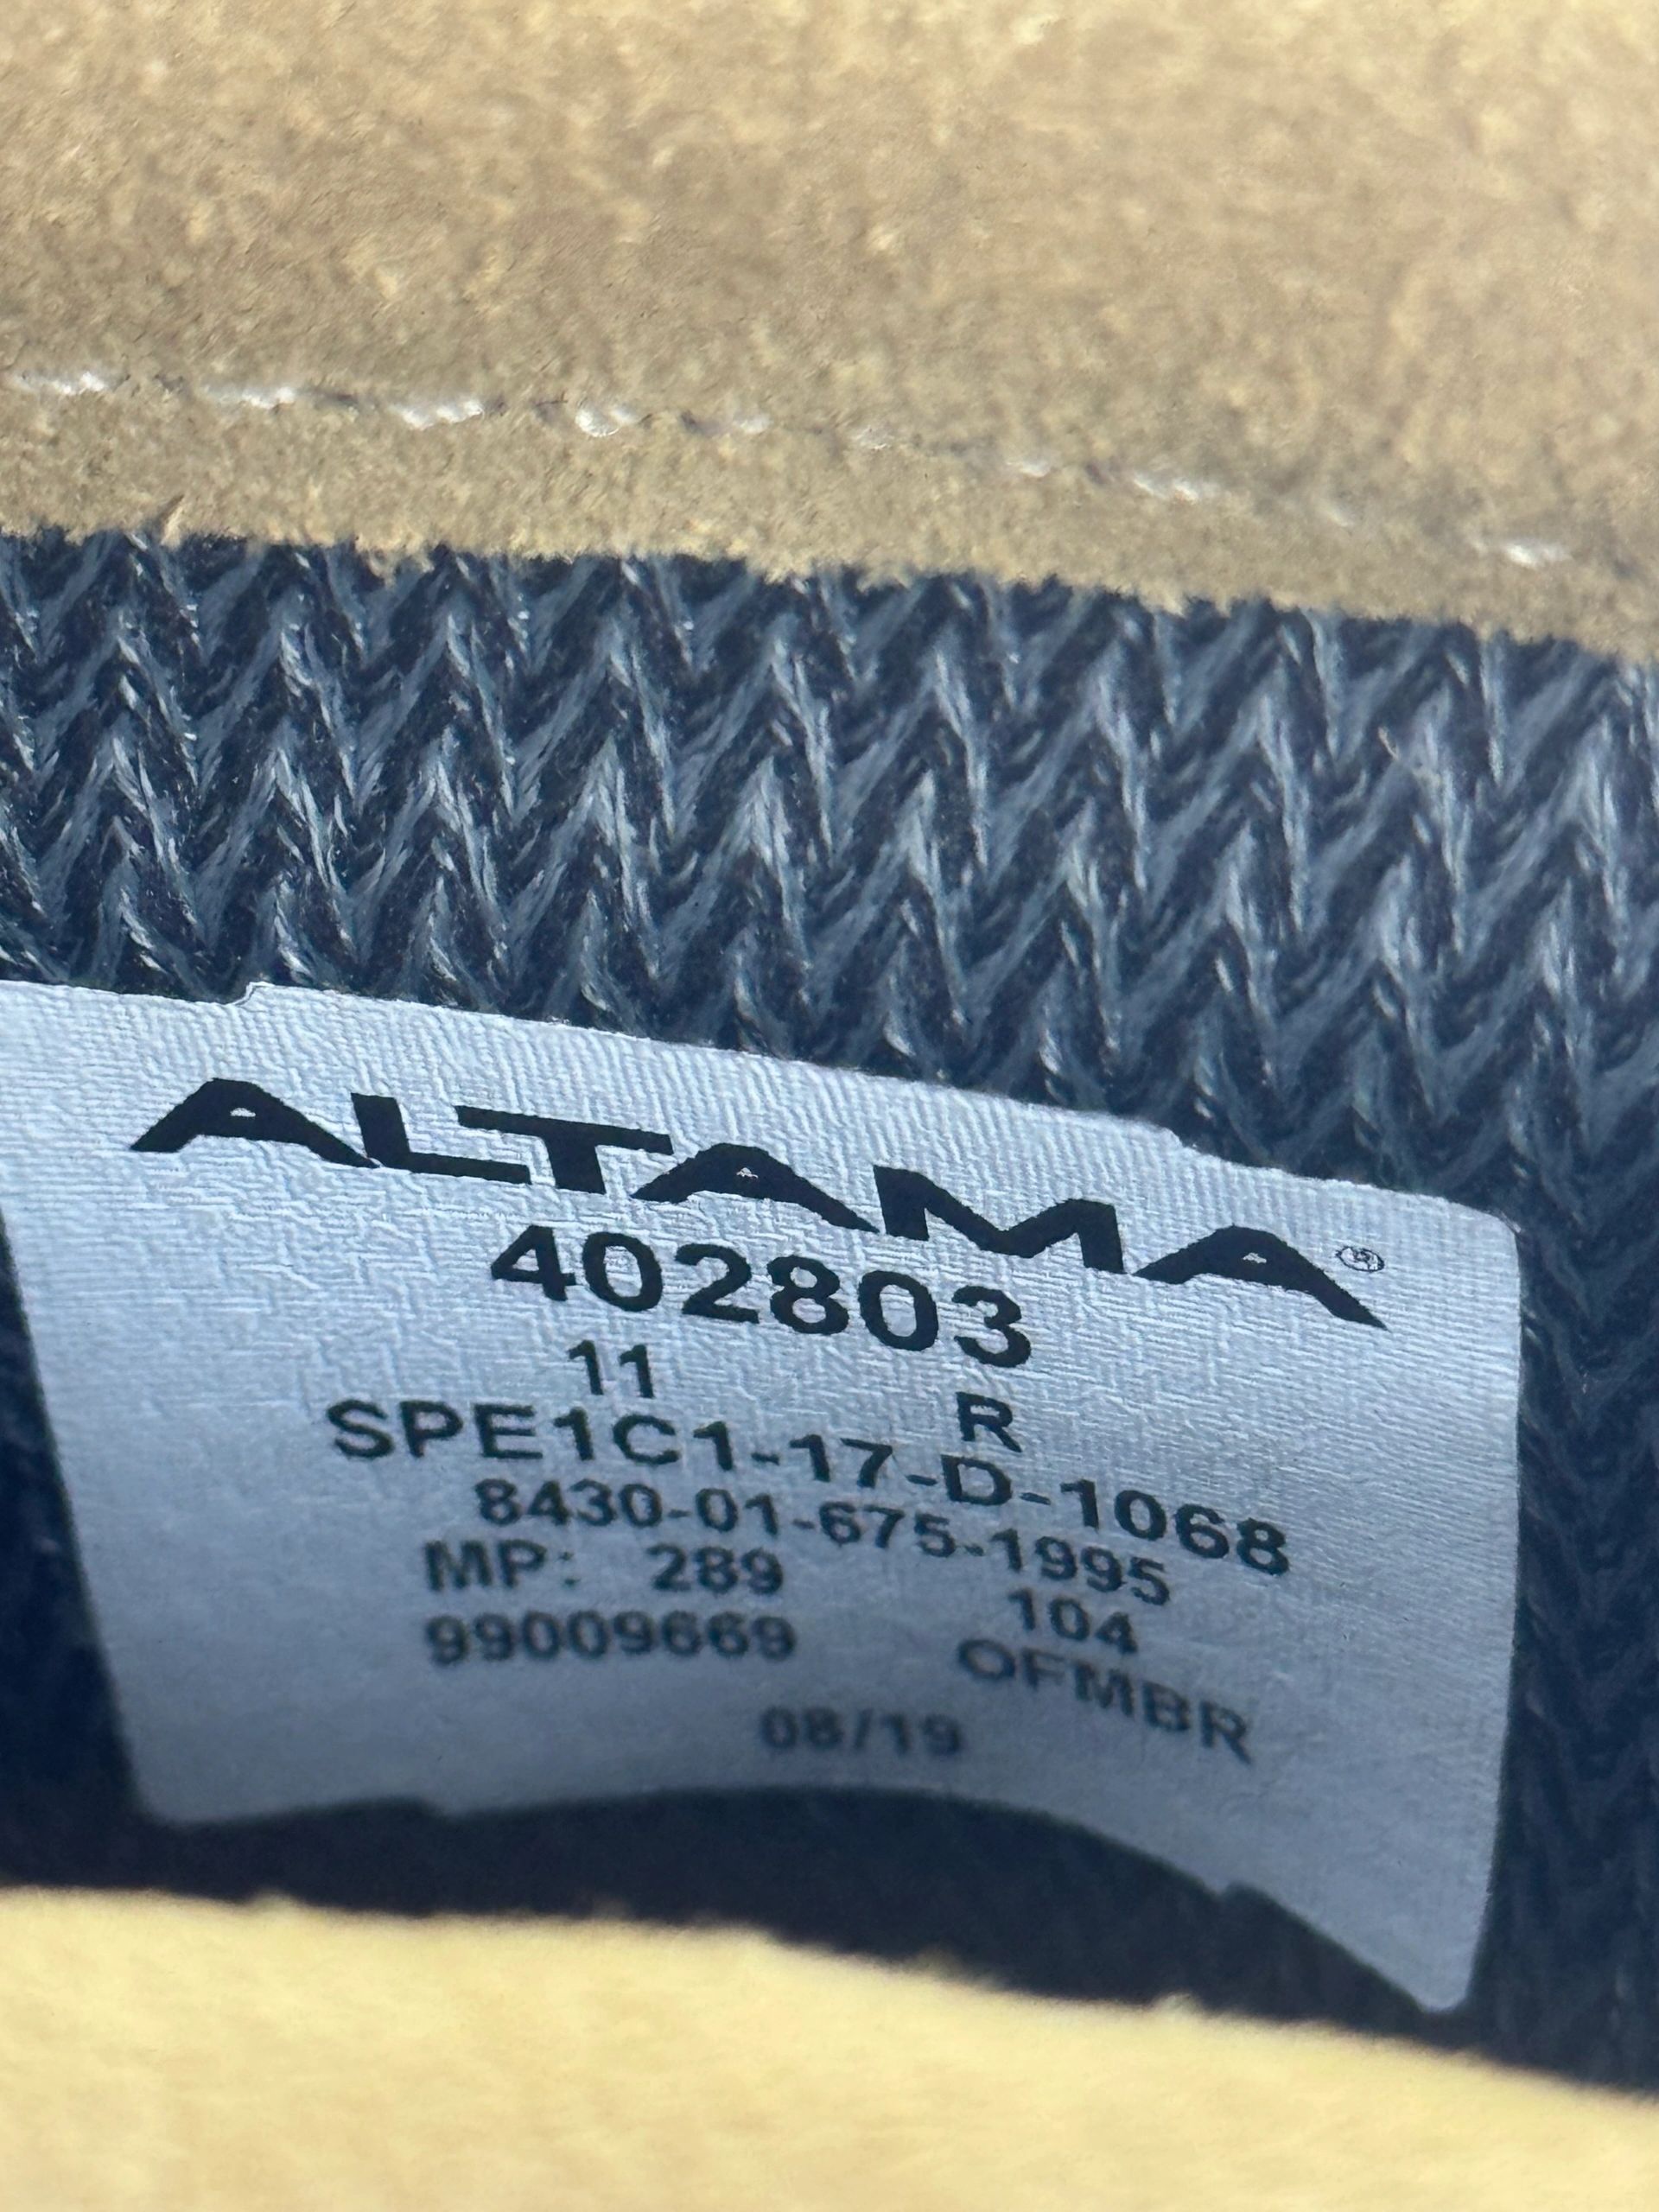 ALTAMA®
402803
11 R
SPE1C1-17-D-1068
8430-01-675-1995
MP: 289 104
99009669 OFMBR
08/19